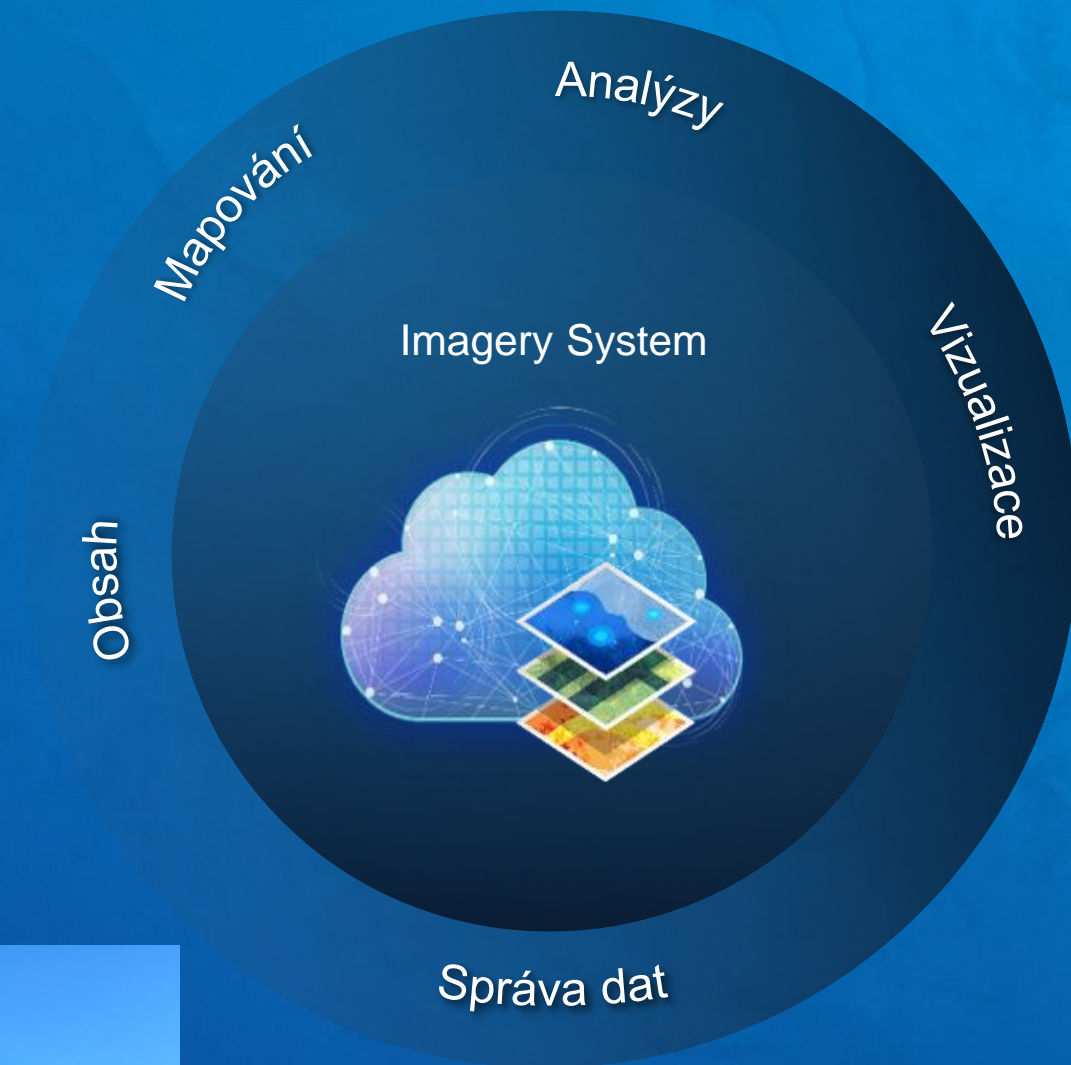 Analýzy
Mapování
Vizualizace
Imagery System
Obsah
Správa dat